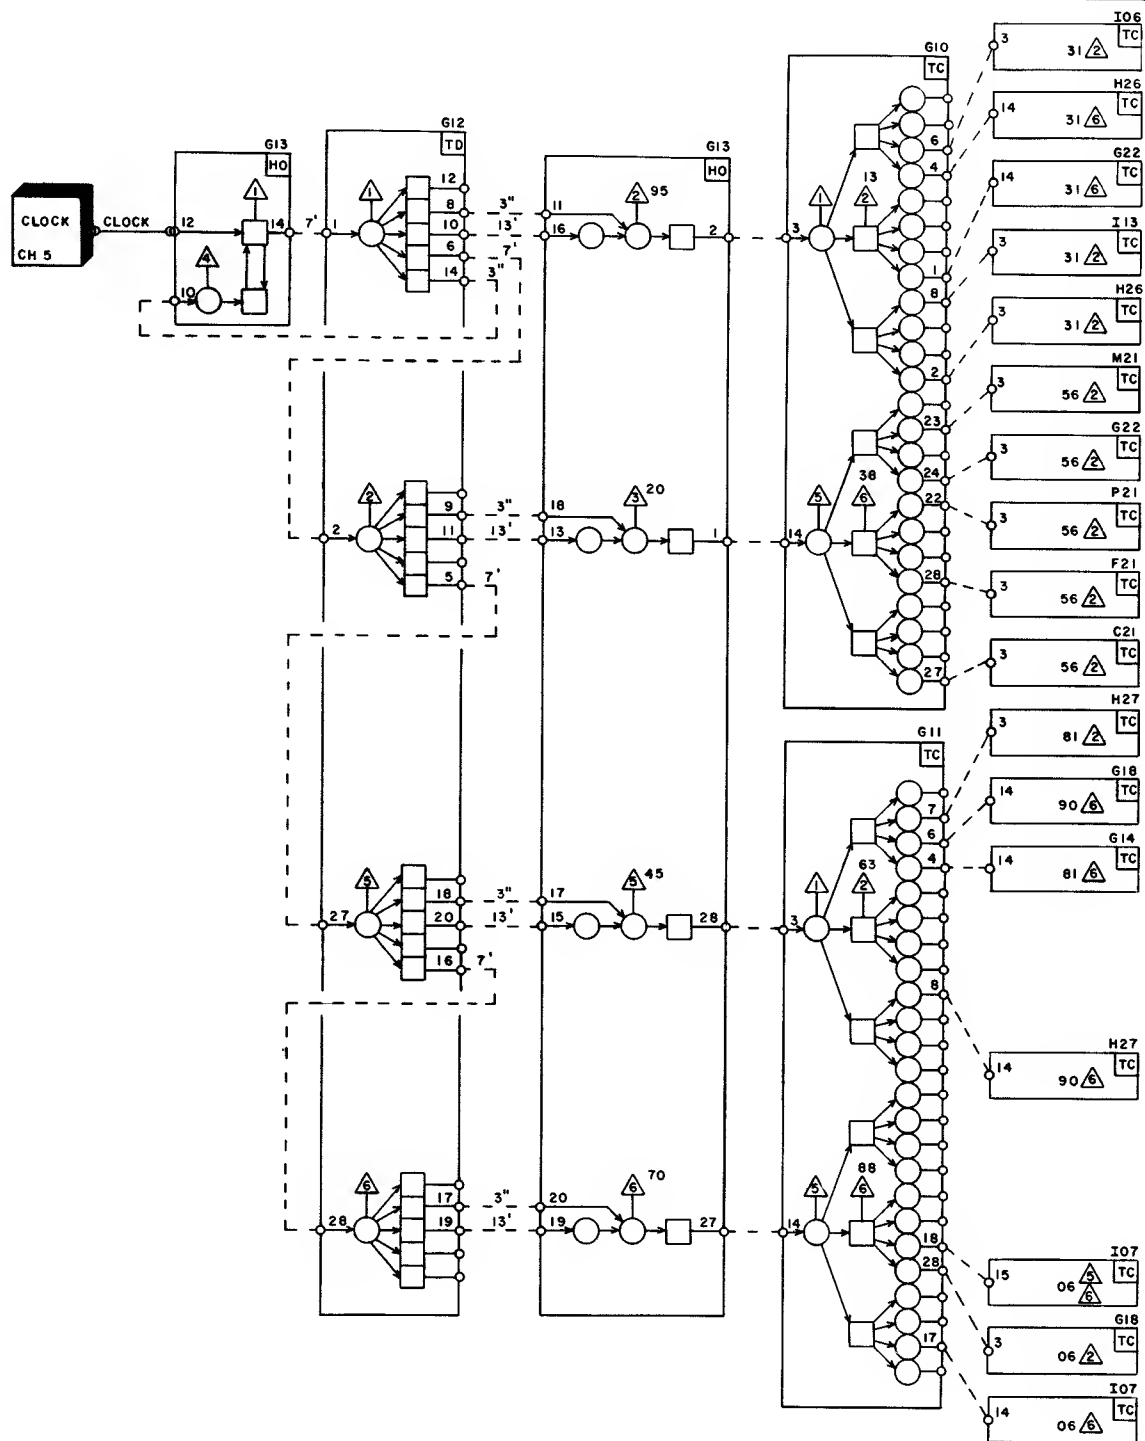 CLOCK
CH 5
CLOCK
G13
HO
12
1
14
4
10
7'
G12
TD
1
1
12
8
10
6
14
3"
13'
7'
3"
2
2
9
11
5
3"
13'
7'
27
5
18
20
16
3"
13'
7'
28
6
17
19
3"
13'
G13
HO
11
16
2
95
2
18
13
3
20
1
17
15
5
45
28
20
19
6
70
27
G10
TC
3
1
13
2
6
4
1
8
2
14
5
38
6
23
24
22
28
27
G11
TC
3
1
63
2
7
6
4
8
14
5
88
6
18
28
17
I06
TC
3
31 2
H26
TC
14
31 6
G22
TC
14
31 6
I13
TC
3
31 2
H26
TC
3
31 2
M21
TC
3
56 2
G22
TC
3
56 2
P21
TC
3
56 2
F21
TC
3
56 2
C21
TC
3
56 2
H27
TC
3
81 2
G18
TC
14
90 6
G14
TC
14
81 6
H27
TC
14
90 6
I07
TC
15
06 5
6
G18
TC
3
06 2
I07
TC
14
06 6